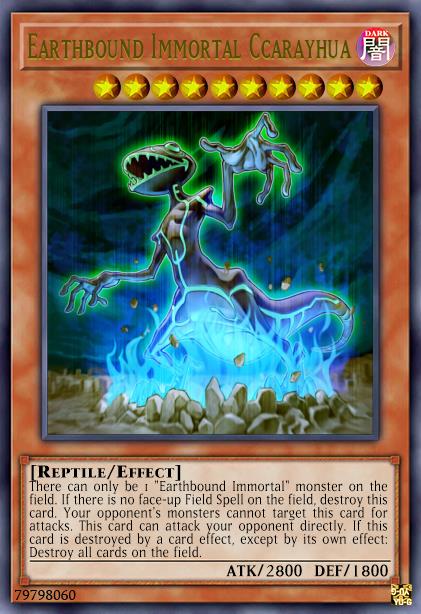 Earthbound Immortal Ccarayhua
DARK
闇
[Reptile/Effect]
There can only be 1 "Earthbound Immortal" monster on the
field. If there is no face-up Field Spell on the field, destroy this
card. Your opponent's monsters cannot target this card for
attacks. This card can attack your opponent directly. If this
card is destroyed by a card effect, except by its own effect:
Destroy all cards on the field.
ATK/2800 DEF/1800
79798060